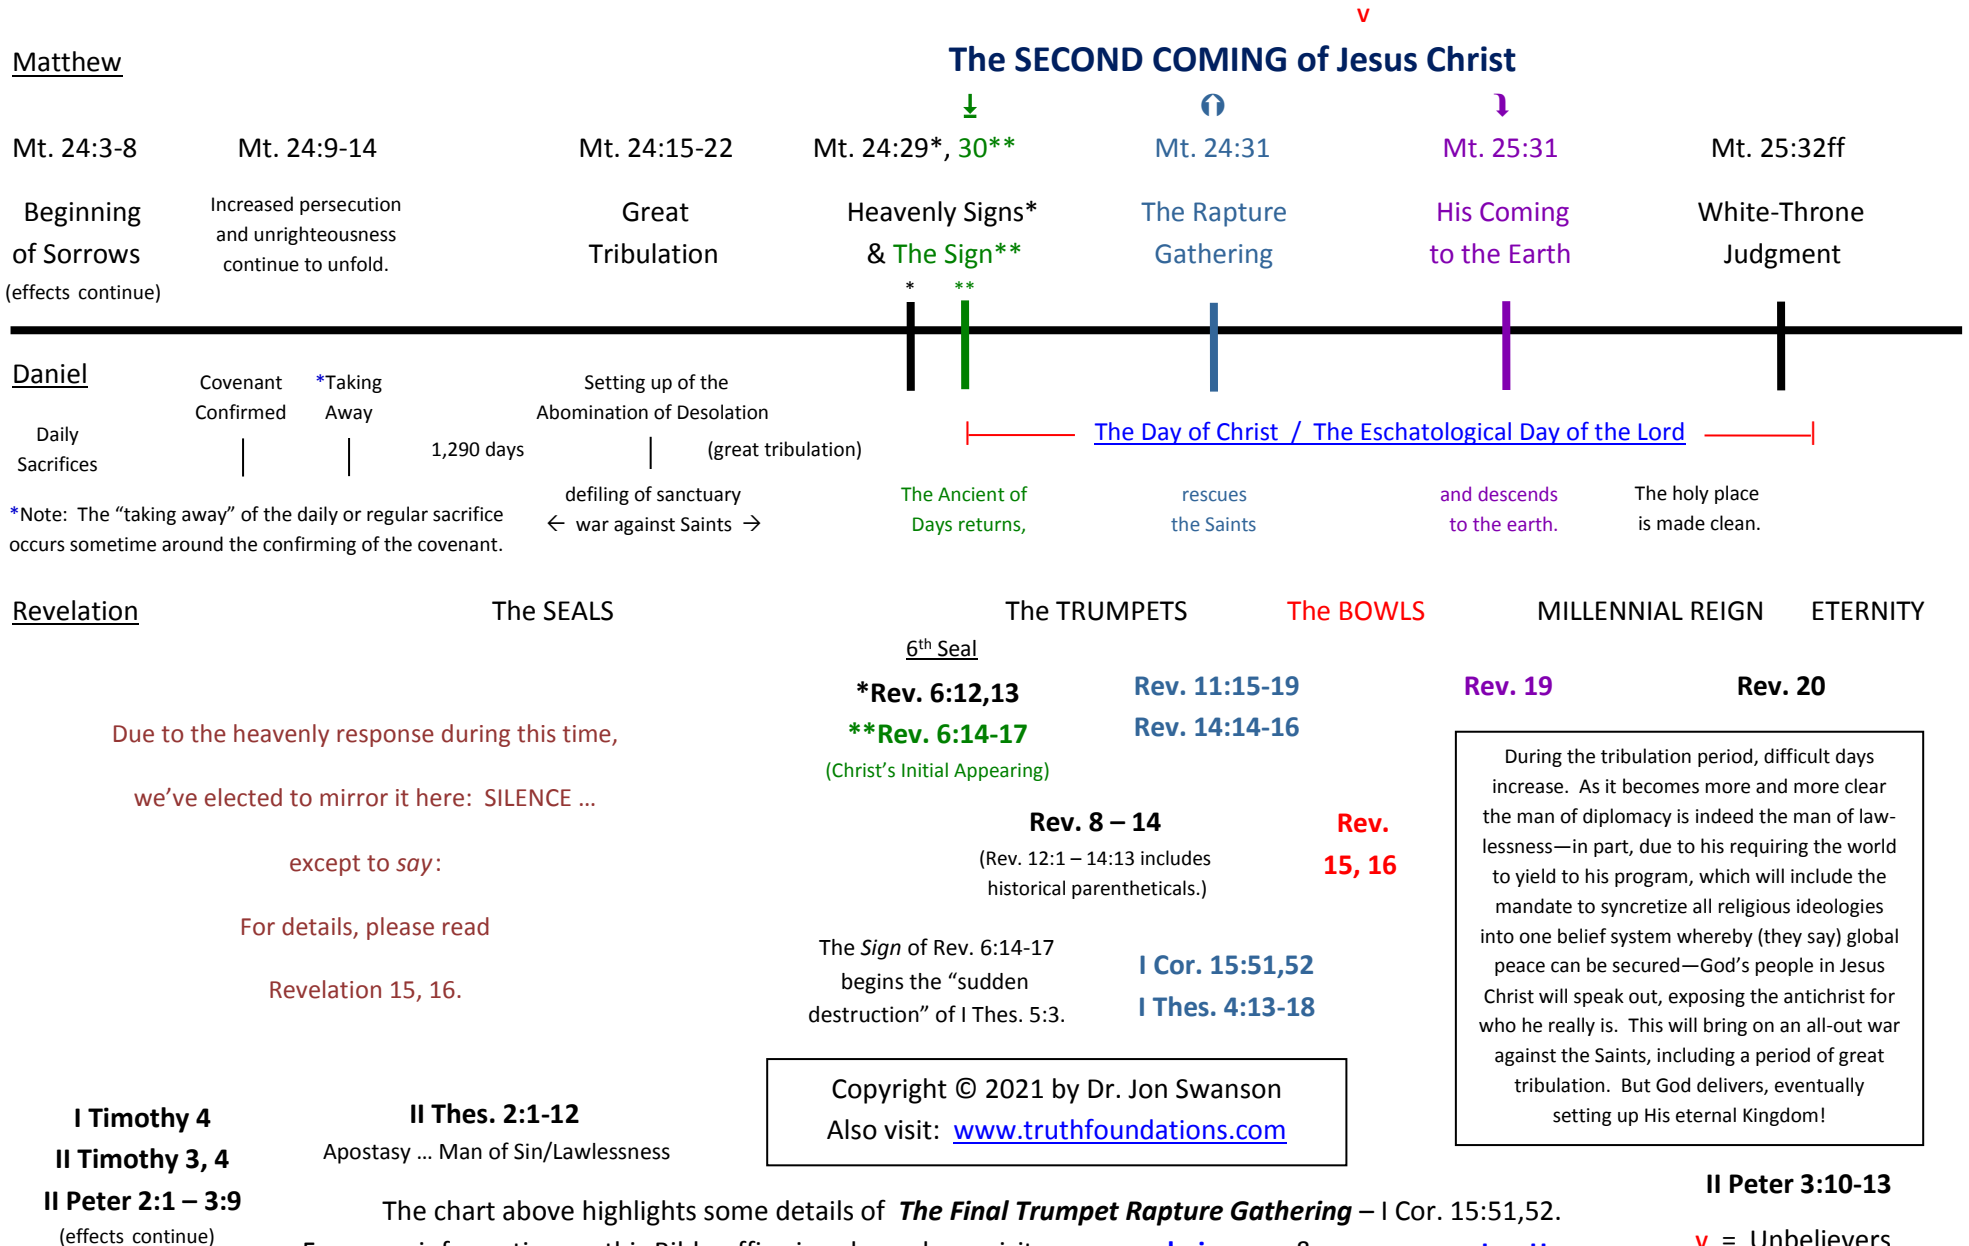 v
Matthew
The SECOND COMING of Jesus Christ
Mt. 24:3-8 Mt. 24:9-14 Mt. 24:15-22 Mt. 24:29*, 30** Mt. 24:31 Mt. 25:31 Mt. 25:32ff
Beginning
of Sorrows
(effects continue)
Increased persecution
and unrighteousness
continue to unfold.
Great
Tribulation
Heavenly Signs*
& The Sign**
* **
The Rapture
Gathering
His Coming
to the Earth
White-Throne
Judgment
Daniel
Daily
Sacrifices
Covenant
Confirmed
*Taking
Away
1,290 days
Setting up of the
Abomination of Desolation
(great tribulation)
The Day of Christ / The Eschatological Day of the Lord
*Note: The “taking away” of the daily or regular sacrifice
occurs sometime around the confirming of the covenant.
defiling of sanctuary
← war against Saints →
The Ancient of
Days returns,
rescues
the Saints
and descends
to the earth.
The holy place
is made clean.
Revelation The SEALS The TRUMPETS The BOWLS MILLENNIAL REIGN ETERNITY
6th Seal
*Rev. 6:12,13
**Rev. 6:14-17
(Christ’s Initial Appearing)
Rev. 11:15-19
Rev. 14:14-16
Rev. 19
Rev. 20
Due to the heavenly response during this time,
we’ve elected to mirror it here: SILENCE …
except to say:
For details, please read
Revelation 15, 16.
Rev. 8 – 14
(Rev. 12:1 – 14:13 includes
historical parentheticals.)
Rev.
15, 16
The Sign of Rev. 6:14-17
begins the “sudden
destruction” of I Thes. 5:3.
I Cor. 15:51,52
I Thes. 4:13-18
During the tribulation period, difficult days
increase. As it becomes more and more clear
the man of diplomacy is indeed the man of law-
lessness—in part, due to his requiring the world
to yield to his program, which will include the
mandate to syncretize all religious ideologies
into one belief system whereby (they say) global
peace can be secured—God’s people in Jesus
Christ will speak out, exposing the antichrist for
who he really is. This will bring on an all-out war
against the Saints, including a period of great
tribulation. But God delivers, eventually
setting up His eternal Kingdom!
Copyright © 2021 by Dr. Jon Swanson
Also visit: www.truthfoundations.com
I Timothy 4
II Timothy 3, 4
II Peter 2:1 – 3:9
(effects continue)
II Thes. 2:1-12
Apostasy … Man of Sin/Lawlessness
II Peter 3:10-13
The chart above highlights some details of The Final Trumpet Rapture Gathering – I Cor. 15:51,52.
v = Unbelievers